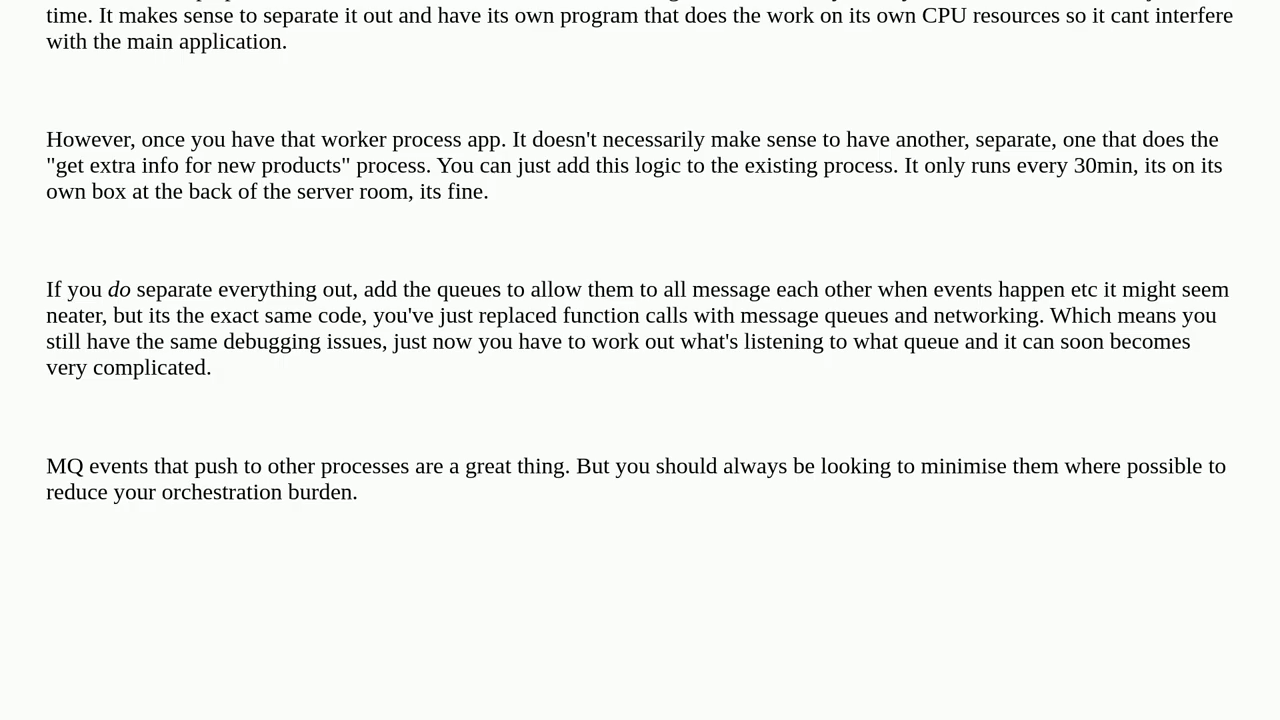 time. It makes sense to separate it out and have its own program that does the work on its own CPU resources so it cant interfere
with the main application.
However, once you have that worker process app. It doesn't necessarily make sense to have another, separate, one that does the
"get extra info for new products" process. You can just add this logic to the existing process. It only runs every 30min, its on its
own box at the back of the server room, its fine.
If you do separate everything out, add the queues to allow them to all message each other when events happen etc it might seem
neater, but its the exact same code, you've just replaced function calls with message queues and networking. Which means you
still have the same debugging issues, just now you have to work out what's listening to what queue and it can soon becomes
very complicated.
MQ events that push to other processes are a great thing. But you should always be looking to minimise them where possible to
reduce your orchestration burden.